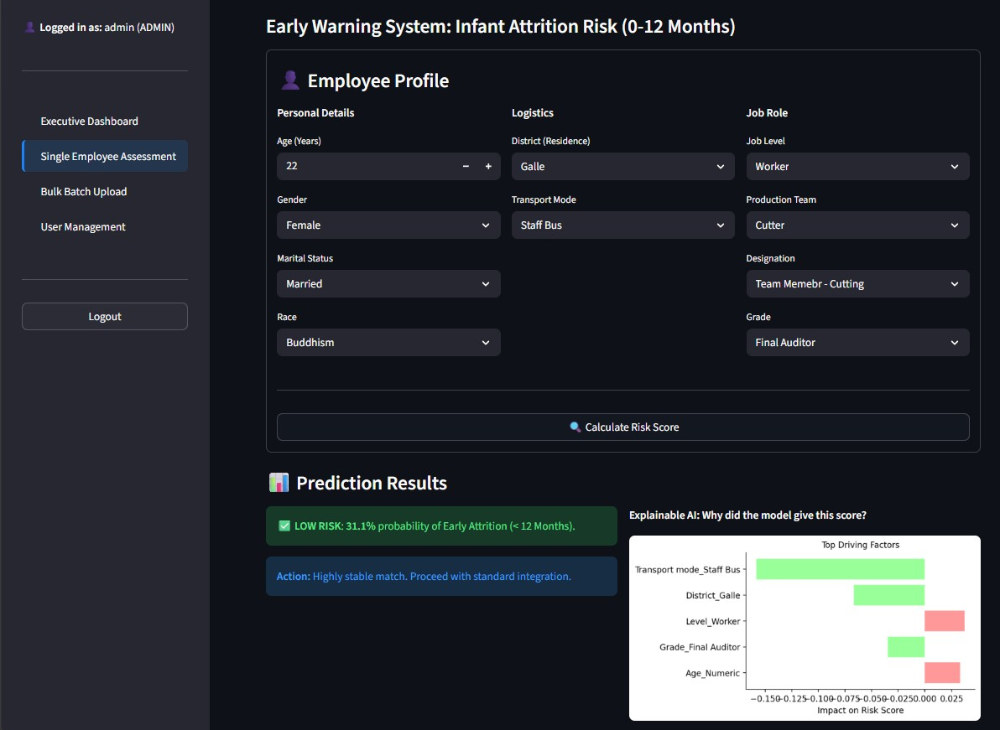 Logged in as: admin (ADMIN)
Executive Dashboard
Single Employee Assessment
Bulk Batch Upload
User Management
Logout
Early Warning System: Infant Attrition Risk (0-12 Months)
Employee Profile
Personal Details
Age (Years)
22
Gender
Female
Marital Status
Married
Race
Buddhism
Logistics
District (Residence)
Galle
Transport Mode
Staff Bus
Job Role
Job Level
Worker
Production Team
Cutter
Designation
Team Memebr - Cutting
Grade
Final Auditor
Calculate Risk Score
Prediction Results
LOW RISK: 31.1% probability of Early Attrition (< 12 Months).
Action: Highly stable match. Proceed with standard integration.
Explainable AI: Why did the model give this score?
Top Driving Factors
Transport mode_Staff Bus
District_Galle
Level_Worker
Grade_Final Auditor
Age_Numeric
−0.150 −0.125 −0.100 −0.075 −0.050 −0.025 0.000 0.025
Impact on Risk Score